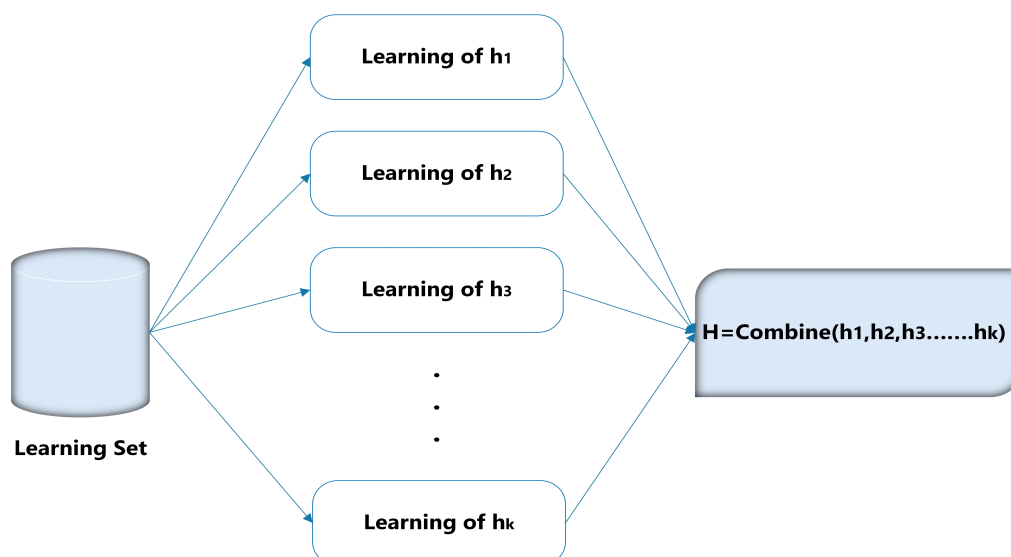 Learning of h1
Learning of h2
Learning of h3
.
.
.
Learning of hk
Learning Set
H=Combine(h1,h2,h3.......hk)